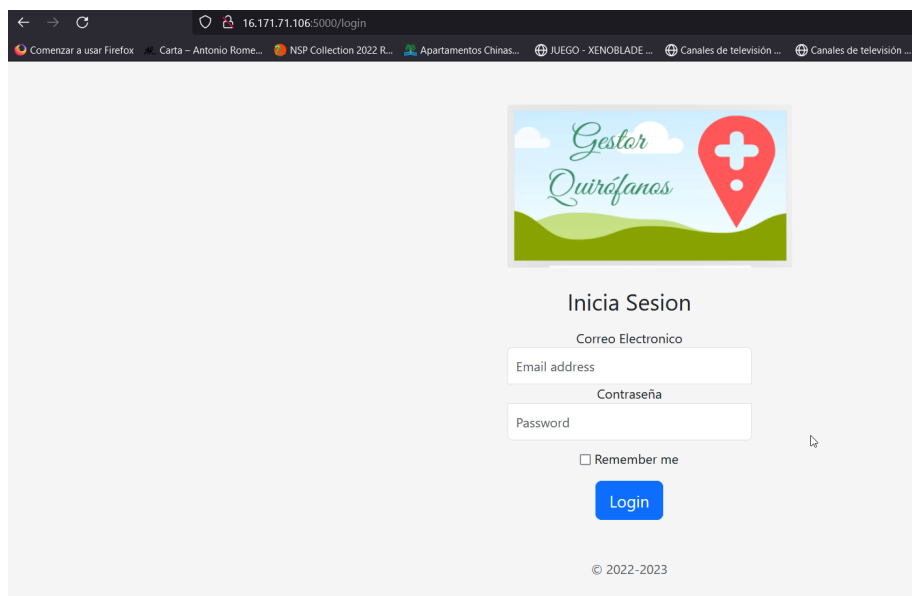 16.171.71.106:5000/login
Comenzar a usar Firefox Carta – Antonio Rome... NSP Collection 2022 R... Apartamentos Chinas... JUEGO - XENOBLADE ... Canales de televisión ... Canales de televisión ...
Gestor
Quirófanos
Inicia Sesion
Correo Electronico
Email address
Contraseña
Password
Remember me
Login
© 2022-2023